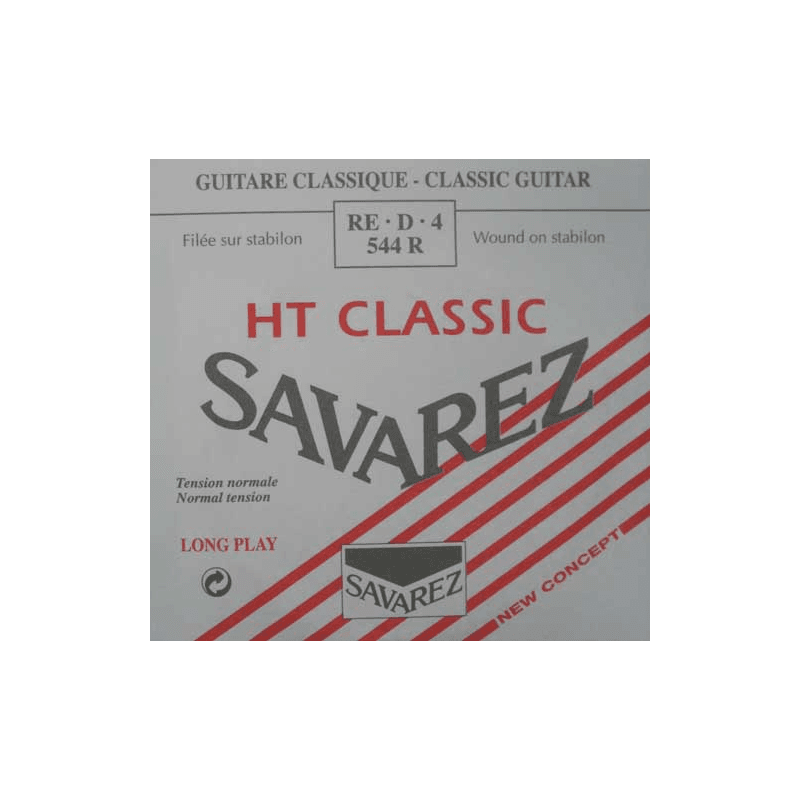 GUITARE CLASSIQUE - CLASSIC GUITAR
RE · D · 4
544 R
Filée sur stabilon
Wound on stabilon
HT CLASSIC
SAVAREZ
Tension normale
Normal tension
LONG PLAY
SAVAREZ
NEW CONCEPT